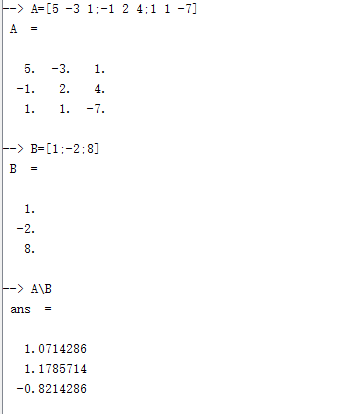 --> A=[5 -3 1;-1 2 4;1 1 -7]
A  =
5.  -3.   1.
-1.   2.   4.
1.   1.  -7.
--> B=[1;-2;8]
B  =
1.
-2.
8.
--> A\B
ans  =
1.0714286
1.1785714
-0.8214286